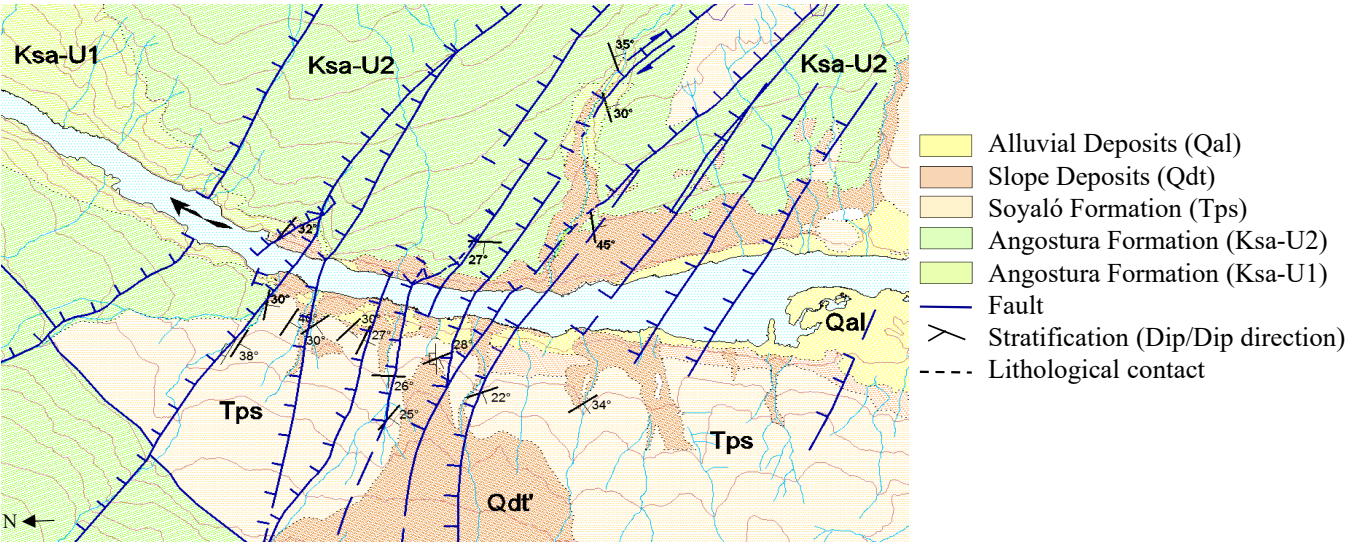 Ksa-U1
Ksa-U2
35°
Ksa-U2
30°
32°
45°
27°
30°
45°
30°
30°
27°
38°
28°
26°
22°
34°
25°
Qal
Tps
Tps
Qdt'
N
Alluvial Deposits (Qal)
Slope Deposits (Qdt)
Soyaló Formation (Tps)
Angostura Formation (Ksa-U2)
Angostura Formation (Ksa-U1)
Fault
Stratification (Dip/Dip direction)
Lithological contact